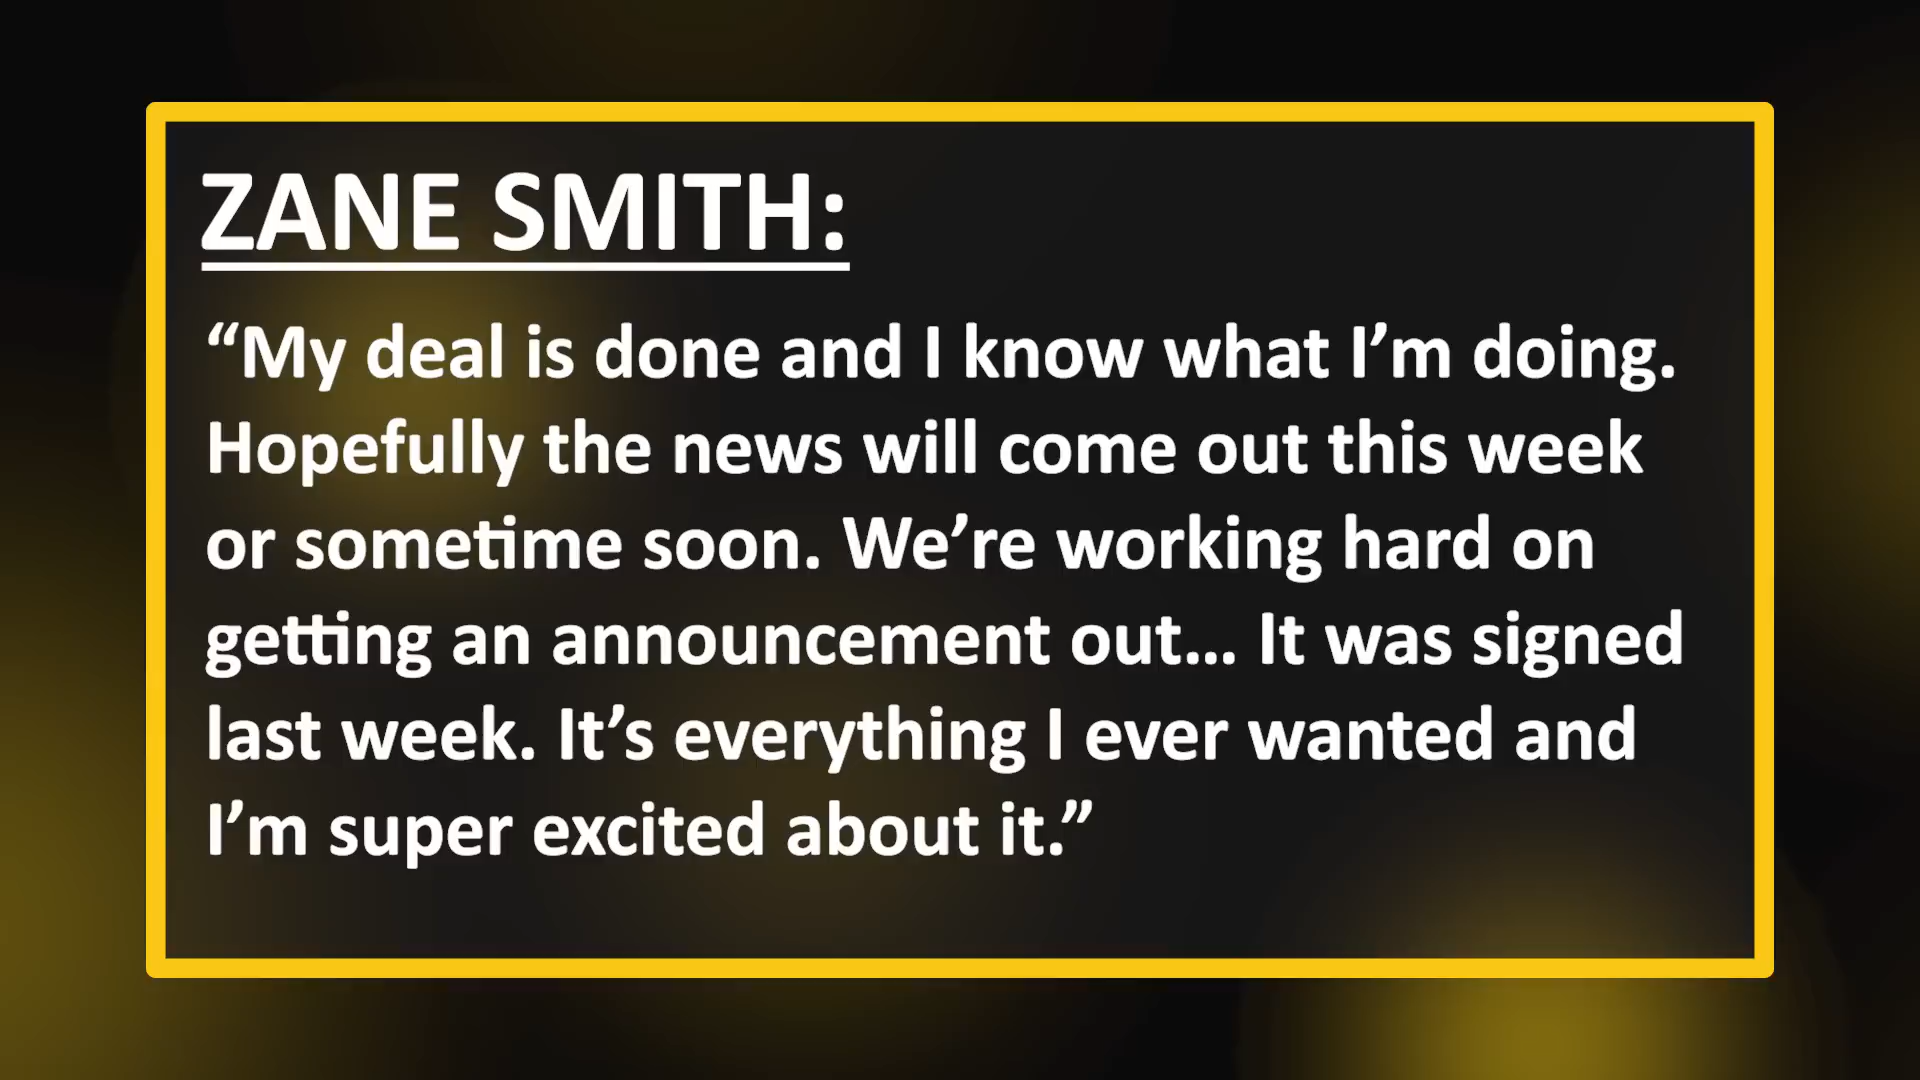 ZANE SMITH:
“My deal is done and I know what I’m doing.
Hopefully the news will come out this week
or sometime soon. We’re working hard on
getting an announcement out... It was signed
last week. It’s everything I ever wanted and
I’m super excited about it.”